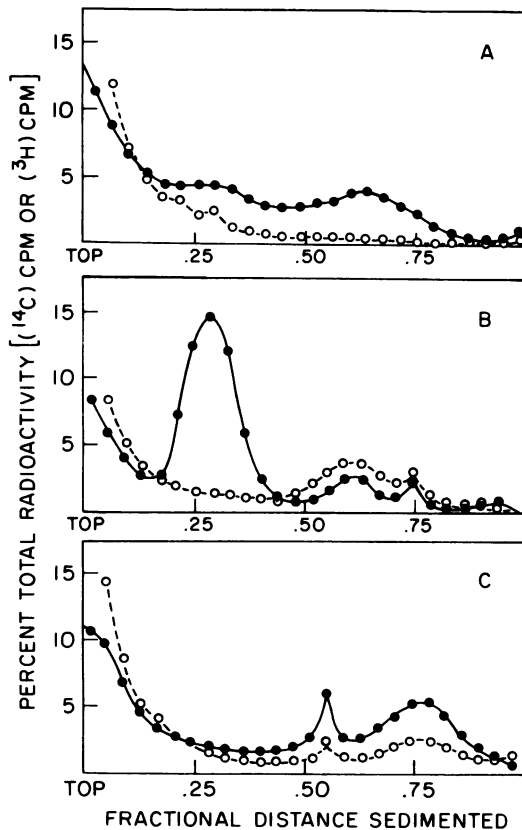 PERCENT TOTAL RADIOACTIVITY [(¹⁴C) CPM OR (³H) CPM]
A
15
10
5
TOP .25 .50 .75
B
15
10
5
TOP .25 .50 .75
C
15
10
5
TOP .25 .50 .75
FRACTIONAL DISTANCE SEDIMENTED